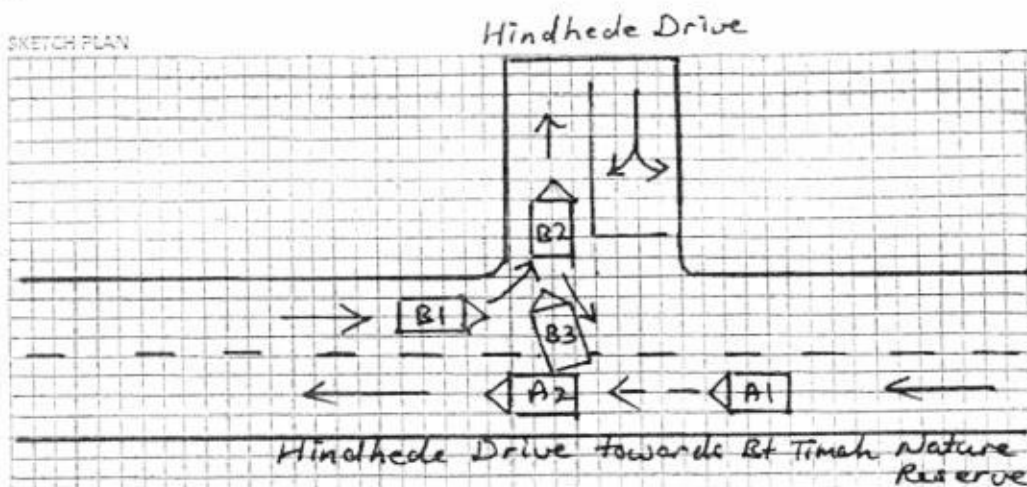 Hindhede Drive
SKETCH PLAN
B2
B1
B3
A2
A1
Hindhede Drive towards Bt Timah Nature
Reserve